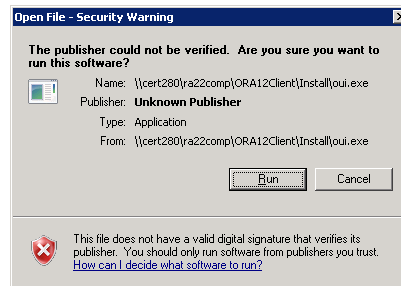 Open File - Security Warning
The publisher could not be verified. Are you sure you want to
run this software?
Name: \\cert280\ra22comp\ORA12Client\Install\oui.exe
Publisher: Unknown Publisher
Type: Application
From: \\cert280\ra22comp\ORA12Client\Install\oui.exe
Run Cancel
This file does not have a valid digital signature that verifies its
publisher. You should only run software from publishers you trust.
How can I decide what software to run?